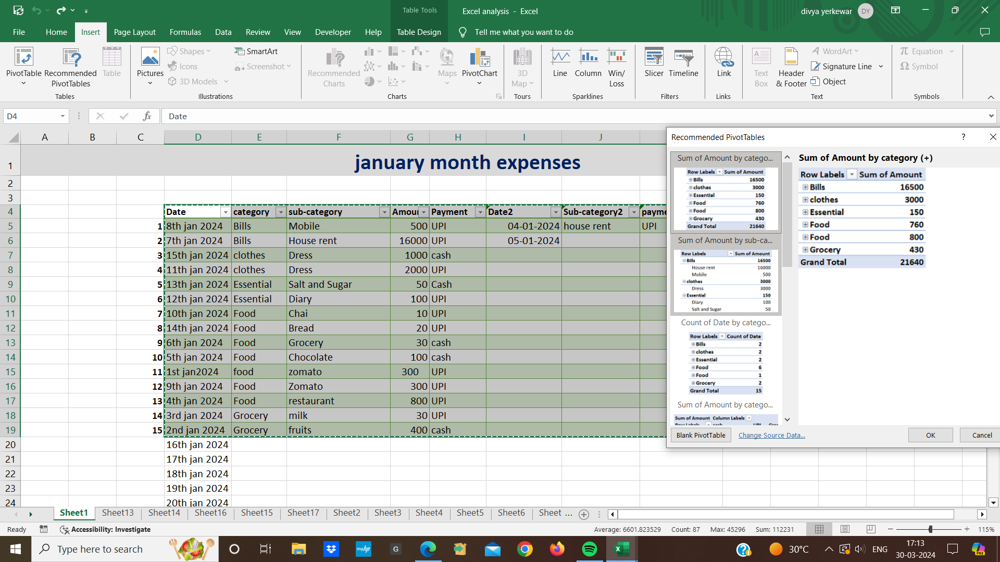 Table Tools
Excel analysis - Excel
divya yerkewar DY
File Home Insert Page Layout Formulas Data Review View Developer Help Table Design Tell me what you want to do
PivotTable
Recommended PivotTables
Table
Tables
Pictures
Shapes
Icons
3D Models
SmartArt
Screenshot
Illustrations
Recommended Charts
Maps
PivotChart
Charts
3D Map
Tours
Line
Column
Win/ Loss
Sparklines
Slicer
Timeline
Filters
Link
Links
Text Box
Header & Footer
WordArt
Signature Line
Object
Text
Equation
Symbol
Symbols
D4 fx Date
A B C D E F G H I J
1 january month expenses
2
3
4 Date category sub-category Amour Payment Date2 Sub-category2 payme
5 1 8th jan 2024 Bills Mobile 500 UPI 04-01-2024 house rent UPI
6 2 7th jan 2024 Bills House rent 16000 UPI 05-01-2024
7 3 15th jan 2024 clothes Dress 1000 cash
8 4 11th jan 2024 clothes Dress 2000 UPI
9 5 13th jan 2024 Essential Salt and Sugar 50 Cash
10 6 12th jan 2024 Essential Diary 100 UPI
11 7 10th jan 2024 Food Chai 10 UPI
12 8 14th jan 2024 Food Bread 20 UPI
13 9 6th jan 2024 Food Grocery 30 cash
14 10 5th jan 2024 Food Chocolate 100 cash
15 11 1st jan2024 food zomato 300 UPI
16 12 9th jan 2024 Food Zomato 300 UPI
17 13 4th jan 2024 Food restaurant 800 UPI
18 14 3rd jan 2024 Grocery milk 30 UPI
19 15 2nd jan 2024 Grocery fruits 400 cash
20 16th jan 2024
21 17th jan 2024
22 18th jan 2024
23 19th jan 2024
24 20th jan 2024
Recommended PivotTables ?
Sum of Amount by catego...
Row Labels Sum of Amount
Bills 16500
clothes 3000
Essential 150
Food 760
Food 800
Grocery 430
Grand Total 21640
Sum of Amount by sub-ca...
Row Labels Sum of Amount
Bills 16500
House rent 16000
Mobile 500
clothes 3000
Dress 3000
Essential 150
Diary 100
Salt and Sugar 50
Count of Date by catego...
Row Labels Count of Date
Bills 2
clothes 2
Essential 2
Food 6
Food 1
Grocery 2
Grand Total 15
Sum of Amount by catego...
Sum of Amount Column Labels
Sum of Amount by category (+)
Row Labels Sum of Amount
Bills 16500
clothes 3000
Essential 150
Food 760
Food 800
Grocery 430
Grand Total 21640
Blank PivotTable Change Source Data... OK Cancel
Sheet1 Sheet13 Sheet14 Sheet16 Sheet15 Sheet17 Sheet2 Sheet3 Sheet4 Sheet5 Sheet6 Sheet ...
Ready Accessibility: Investigate Average: 6601.823529 Count: 87 Max: 45296 Sum: 112231 115%
Type here to search
myhp
G
30°C
ENG
17:13
30-03-2024
PRE